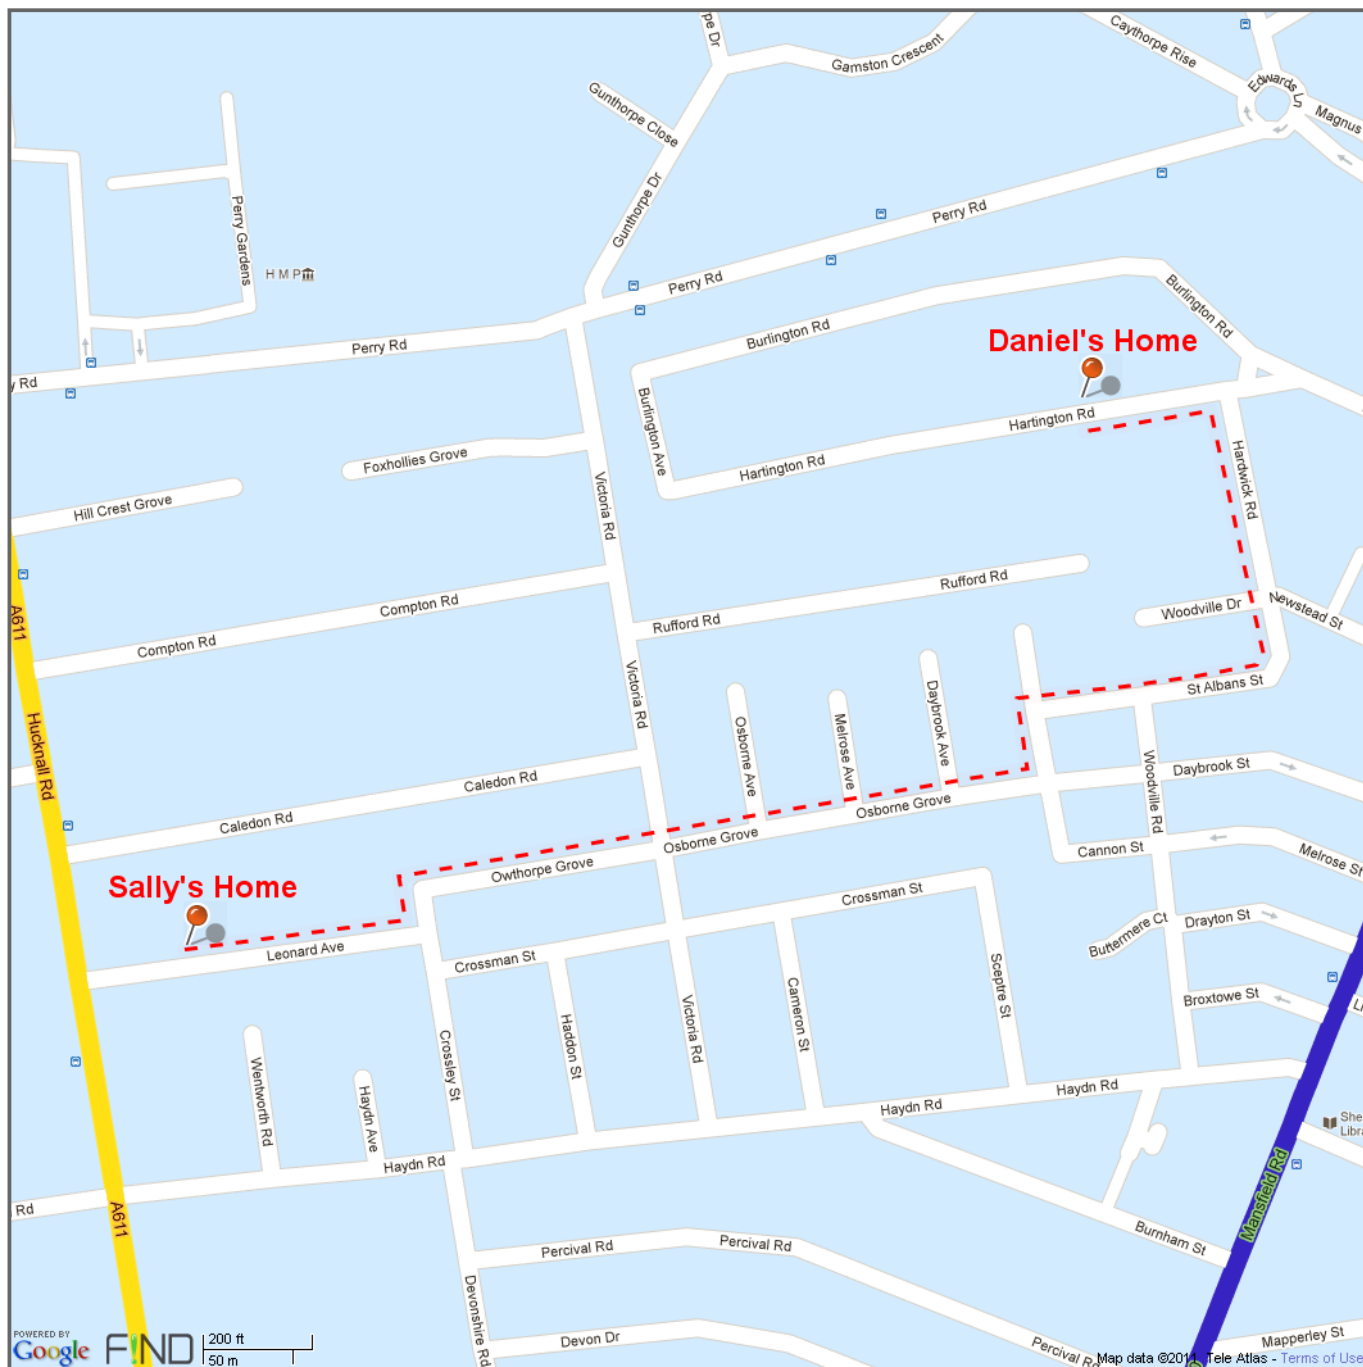 pe Dr
Gamston Crescent
Caythorpe Rise
Edwards Ln
Magnus
Gunthorpe Close
Gunthorpe Dr
Perry Gardens
H M P
Perry Rd
Perry Rd
Perry Rd
y Rd
Burlington Rd
Burlington Rd
Daniel's Home
Burlington Ave
Hartington Rd
Hartington Rd
Hardwick Rd
Foxhollies Grove
Hill Crest Grove
Victoria Rd
A611
Compton Rd
Compton Rd
Rufford Rd
Rufford Rd
Woodville Dr
Newstead St
Victoria Rd
St Albans St
Hucknall Rd
Osborne Ave
Melrose Ave
Daybrook Ave
Woodville Rd
Daybrook St
Caledon Rd
Caledon Rd
Osborne Grove
Osborne Grove
Cannon St
Melrose St
Owthorpe Grove
Sally's Home
Crossman St
Crossman St
Leonard Ave
Buttermere Ct
Drayton St
Broxtowe St
Li
Sceptre St
Cameron St
Victoria Rd
Haddon St
Crossley St
Wentworth Rd
Haydn Ave
Haydn Rd
Haydn Rd
Haydn Rd
She
Libra
Rd
A611
Mansfield Rd
Burnham St
Percival Rd
Percival Rd
Percival Rd
Devonshire Rd
Devon Dr
Mapperley St
POWERED BY
Google
F!ND
200 ft
50 m
Map data ©2011 Tele Atlas - Terms of Use